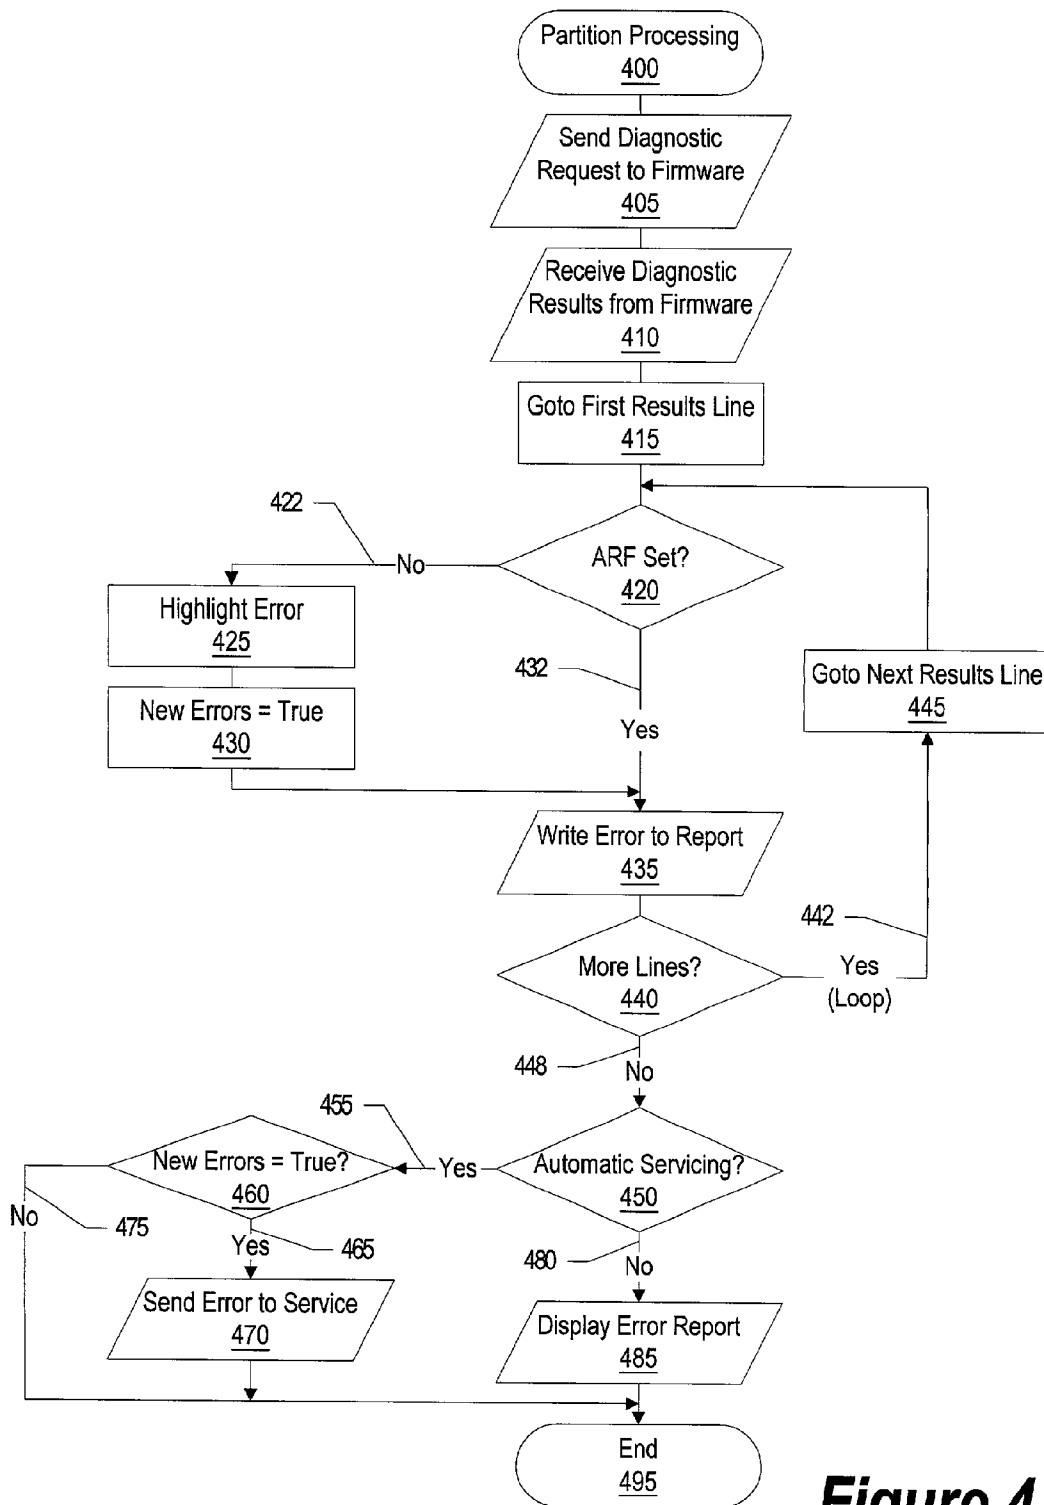 Partition Processing
400
Send Diagnostic
Request to Firmware
405
Receive Diagnostic
Results from Firmware
410
Goto First Results Line
415
422
No
ARF Set?
420
Highlight Error
425
432
Goto Next Results Line
445
New Errors = True
430
Yes
Write Error to Report
435
442
More Lines?
440
Yes
(Loop)
448
No
455
New Errors = True?
460
Yes
Automatic Servicing?
450
No
475
Yes
465
480
No
Send Error to Service
470
Display Error Report
485
End
495
Figure 4